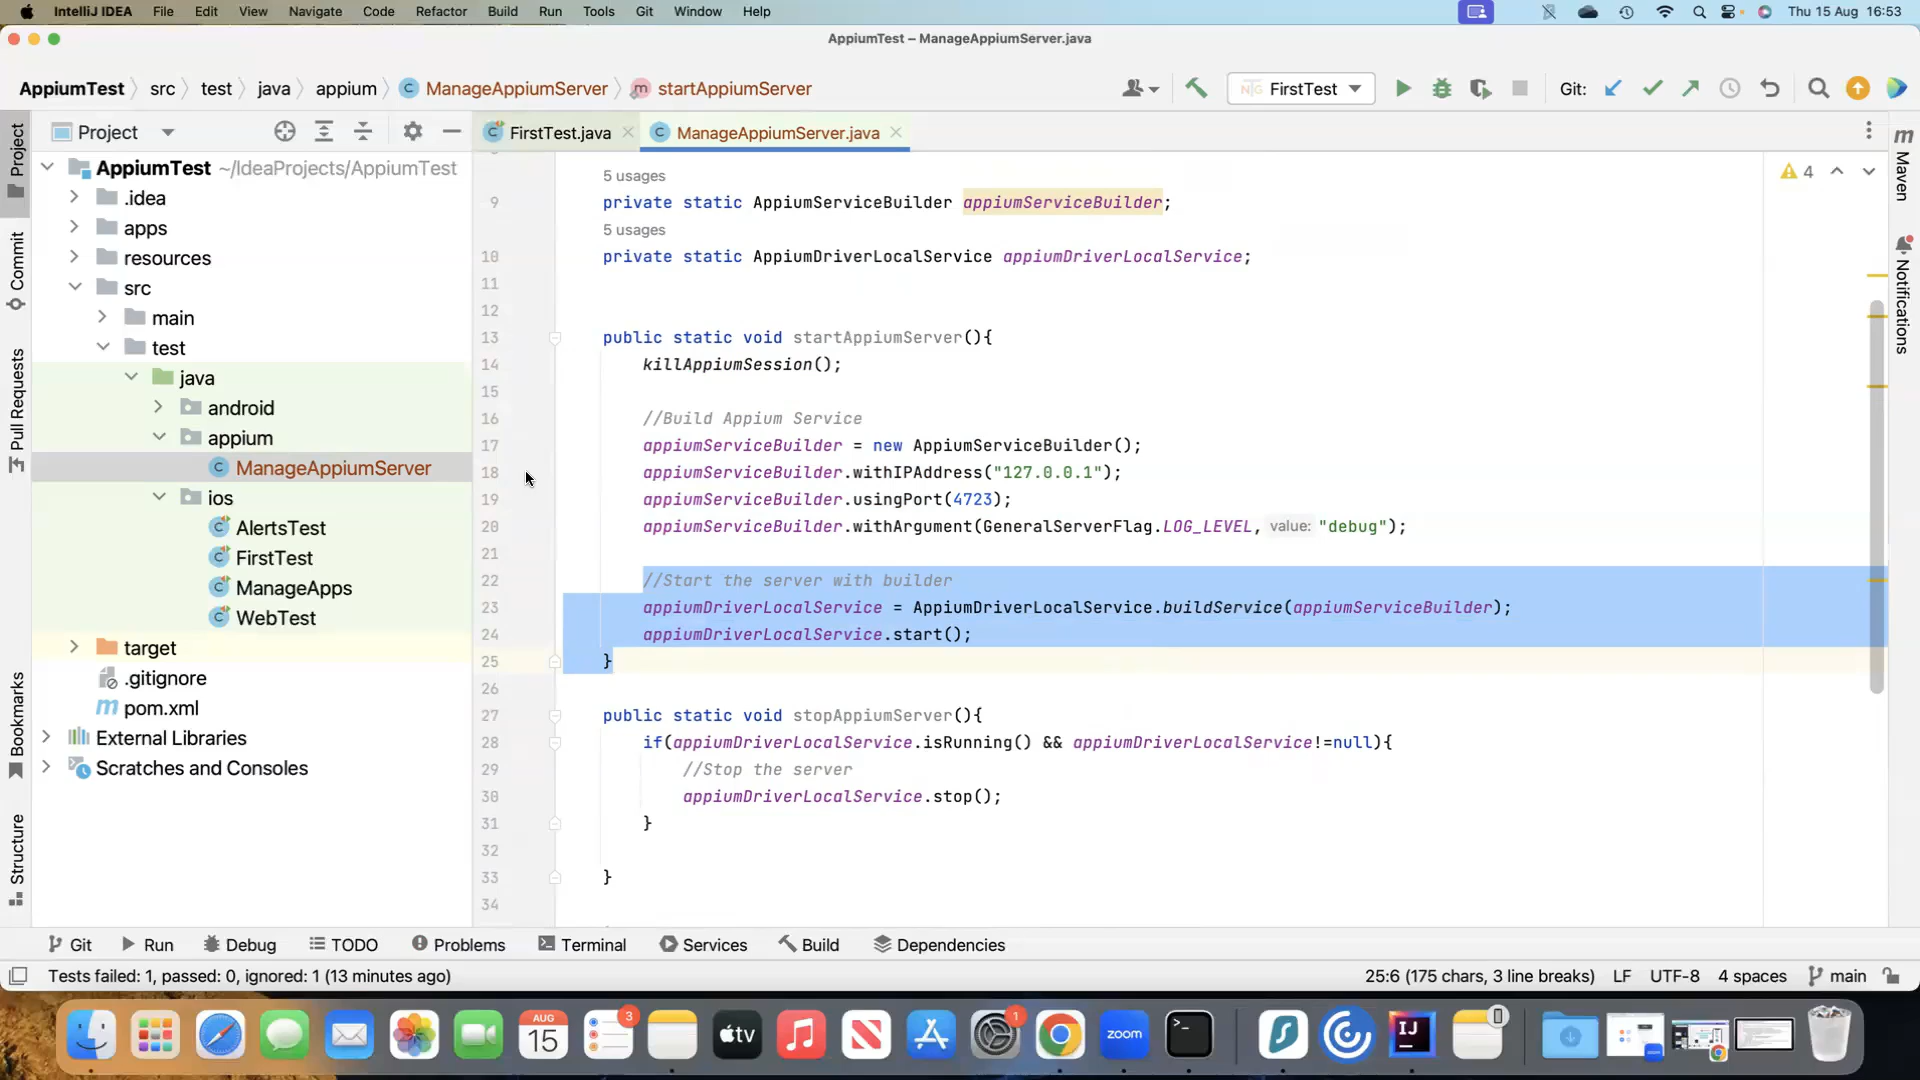 IntelliJ IDEA File Edit View Navigate Code Refactor Build Run Tools Git Window Help Thu 15 Aug 16:53
AppiumTest – ManageAppiumServer.java
AppiumTest src test java appium ManageAppiumServer m startAppiumServer FirstTest Git:
Project FirstTest.java ManageAppiumServer.java
AppiumTest ~/IdeaProjects/AppiumTest
.idea
apps
resources
src
main
test
java
android
appium
ManageAppiumServer
ios
AlertsTest
FirstTest
ManageApps
WebTest
target
.gitignore
pom.xml
External Libraries
Scratches and Consoles
Project
Commit
Pull Requests
Bookmarks
Structure
5 usages
9 private static AppiumServiceBuilder appiumServiceBuilder;
5 usages
10 private static AppiumDriverLocalService appiumDriverLocalService;
11
12
13 public static void startAppiumServer(){
14 killAppiumSession();
15
16 //Build Appium Service
17 appiumServiceBuilder = new AppiumServiceBuilder();
18 appiumServiceBuilder.withIPAddress("127.0.0.1");
19 appiumServiceBuilder.usingPort(4723);
20 appiumServiceBuilder.withArgument(GeneralServerFlag.LOG_LEVEL, value: "debug");
21
22 //Start the server with builder
23 appiumDriverLocalService = AppiumDriverLocalService.buildService(appiumServiceBuilder);
24 appiumDriverLocalService.start();
25 }
26
27 public static void stopAppiumServer(){
28 if(appiumDriverLocalService.isRunning() && appiumDriverLocalService!=null){
29 //Stop the server
30 appiumDriverLocalService.stop();
31 }
32
33 }
34
4
Maven
Notifications
Git Run Debug TODO Problems Terminal Services Build Dependencies
Tests failed: 1, passed: 0, ignored: 1 (13 minutes ago) 25:6 (175 chars, 3 line breaks) LF UTF-8 4 spaces main
AUG
15
3
tv
1
zoom
IJ